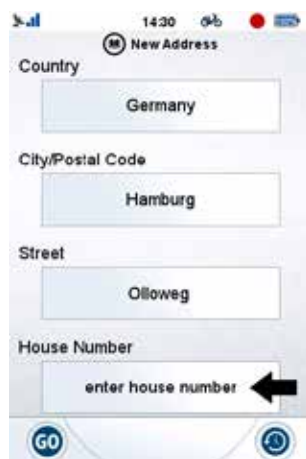 14:30
New Address
Country
Germany
City/Postal Code
Hamburg
Street
Olloweg
House Number
enter house number
GO